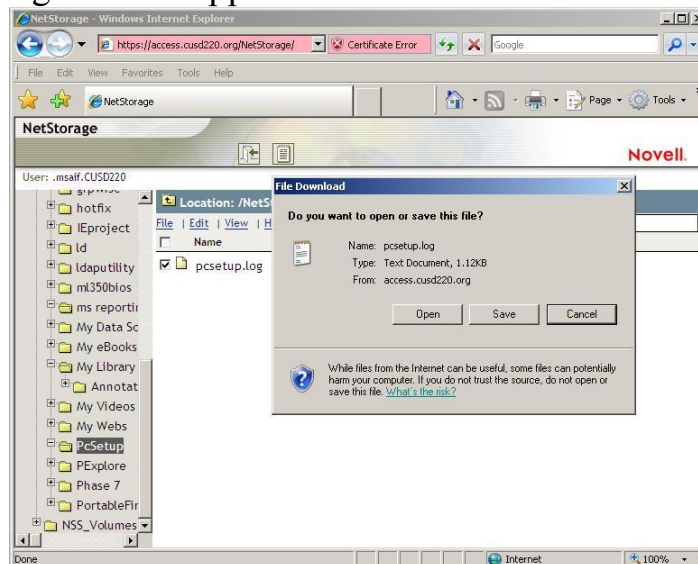 NetStorage - Windows Internet Explorer
https://access.cusd220.org/NetStorage/
Certificate Error
Google
File Edit View Favorites Tools Help
NetStorage
Page
Tools
NetStorage
Novell.
User: .msaif.CUSD220
hotfix
IEproject
ld
ldaputility
ml350bios
ms reportin
My Data Sc
My eBooks
My Library
Annotat
My Videos
My Webs
PcSetup
PExplore
Phase 7
PortableFir
NSS_Volumes
Location: /NetS
File | Edit | View | H
Name
pcsetup.log
File Download
Do you want to open or save this file?
Name: pcsetup.log
Type: Text Document, 1.12KB
From: access.cusd220.org
Open Save Cancel
While files from the Internet can be useful, some files can potentially
harm your computer. If you do not trust the source, do not open or
save this file. What's the risk?
Done
Internet
100%